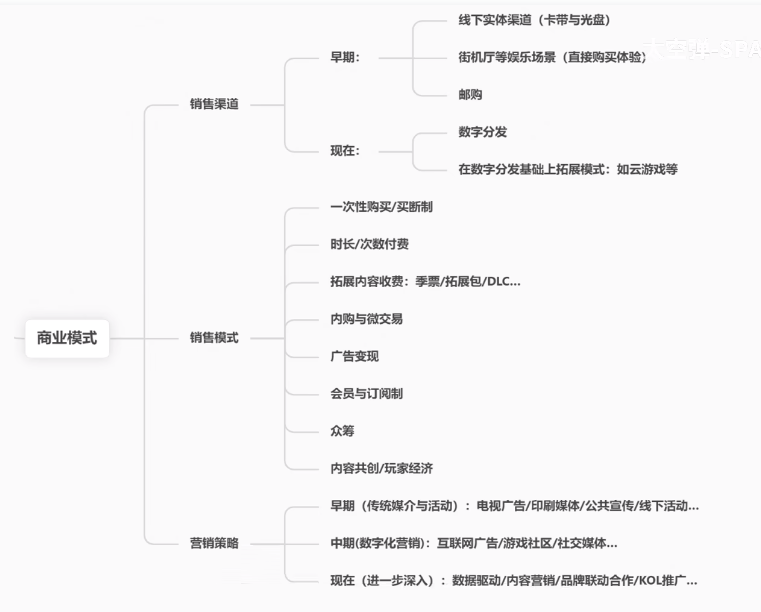 线下实体渠道（卡带与光盘）
早期：
街机厅等娱乐场景（直接购买体验）
邮购
销售渠道
数字分发
现在：
在数字分发基础上拓展模式：如云游戏等
一次性购买/买断制
时长/次数付费
拓展内容收费：季票/拓展包/DLC...
内购与微交易
商业模式
销售模式
广告变现
会员与订阅制
众筹
内容共创/玩家经济
早期（传统媒介与活动）：电视广告/印刷媒体/公共宣传/线下活动...
营销策略
中期(数字化营销)：互联网广告/游戏社区/社交媒体...
现在（进一步深入）：数据驱动/内容营销/品牌联动合作/KOL推广...